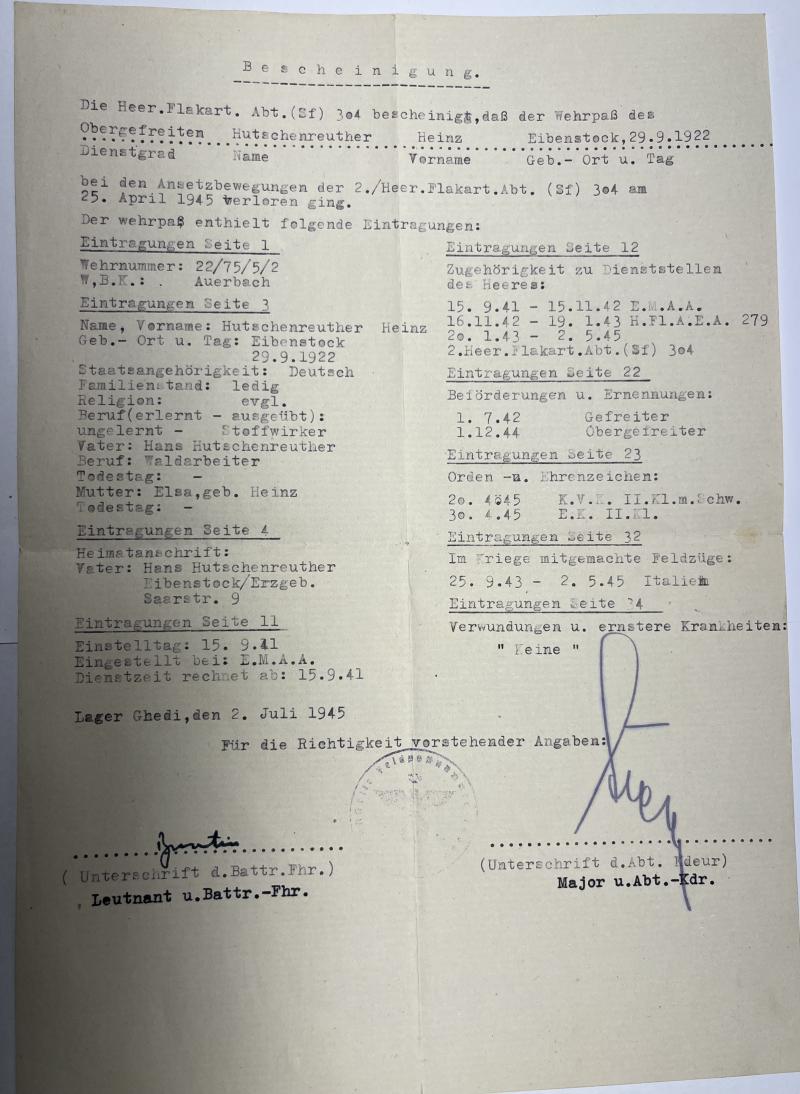 Bescheinigung.
Die Heer.Flakart. Abt.(Sf) 3o4 bescheinigt,daß der Wehrpaß des
Obergefreiten Hutschenreuther Heinz Eibenstock,29.9.1922
Dienstgrad Name Vorname Geb.- Ort u. Tag
bei den Ansetzbewegungen der 2./Heer.Flakart.Abt. (Sf) 3o4 am
25. April 1945 verloren ging.
Der wehrpaß enthielt folgende Eintragungen:
Eintragungen Seite 1
Wehrnummer: 22/75/5/2
W,B.K.: . Auerbach
Eintragungen Seite 3
Name, Vorname: Hutschenreuther Heinz
Geb.- Ort u. Tag: Eibenstock
29.9.1922
Staatsangehörigkeit: Deutsch
Familienstand: ledig
Religion: evgl.
Beruf(erlernt - ausgeübt):
ungelernt - Stoffwirker
Vater: Hans Hutschenreuther
Beruf: Waldarbeiter
Todestag: -
Mutter: Elsa,geb. Heinz
Todestag: -
Eintragungen Seite 4
Heimatanschrift:
Vater: Hans Hutschenreuther
Eibenstock/Erzgeb.
Saarstr. 9
Eintragungen Seite 11
Einstelltag: 15. 9.41
Eingestellt bei: E.M.A.A.
Dienstzeit rechnet ab: 15.9.41
Eintragungen Seite 12
Zugehörigkeit zu Dienststellen
des Heeres:
15. 9.41 - 15.11.42 E.M.A.A.
16.11.42 - 19. 1.43 H.Fl.A.E.A. 279
2o. 1.43 - 2. 5.45
2.Heer.Flakart.Abt.(Sf) 3o4
Eintragungen Seite 22
Beförderungen u. Ernennungen:
1. 7.42 Gefreiter
1.12.44 Obergefreiter
Eintragungen Seite 23
Orden -u. Ehrenzeichen:
2o. 4.45 K.V.K. II.Kl.m.Schw.
3o. 4.45 E.K. II.Kl.
Eintragungen Seite 32
Im Kriege mitgemachte Feldzüge:
25. 9.43 - 2. 5.45 Italien
Eintragungen Seite 34
Verwundungen u. ernstere Krankheiten:
" Keine "
Lager Ghedi,den 2. Juli 1945
Für die Richtigkeit vorstehender Angaben:
( Unterschrift d.Battr.Fhr.)
Leutnant u.Battr.-Fhr.
(Unterschrift d.Abt. Kdeur)
Major u.Abt.-Kdr.